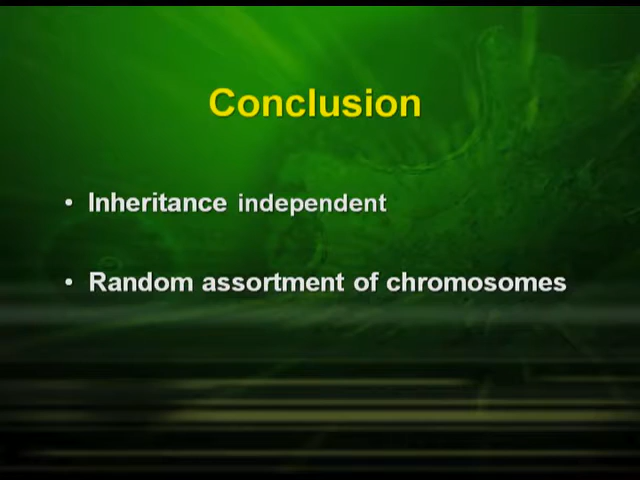 Conclusion
• Inheritance independent
• Random assortment of chromosomes